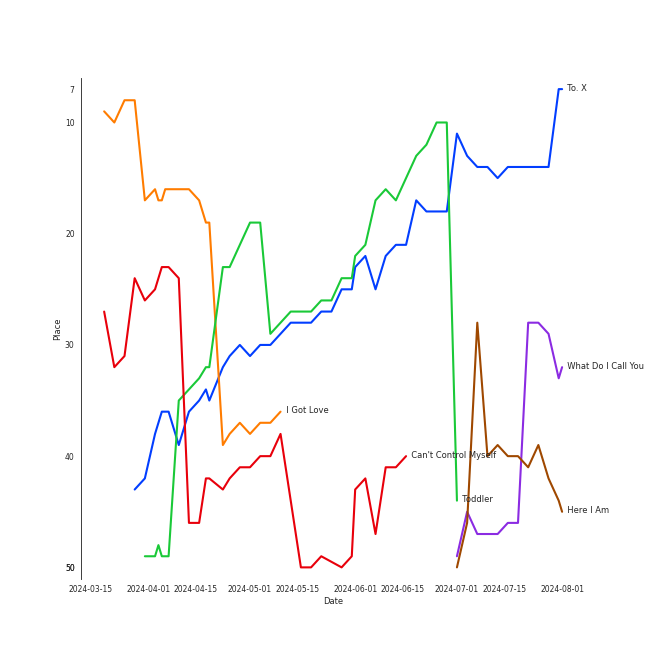 7
To. X
10
20
Place
30
What Do I Call You
I Got Love
40
Can't Control Myself
Toddler
Here I Am
50
2024-03-15
2024-04-01
2024-04-15
2024-05-01
2024-05-15
2024-06-01
2024-06-15
2024-07-01
2024-07-15
2024-08-01
Date